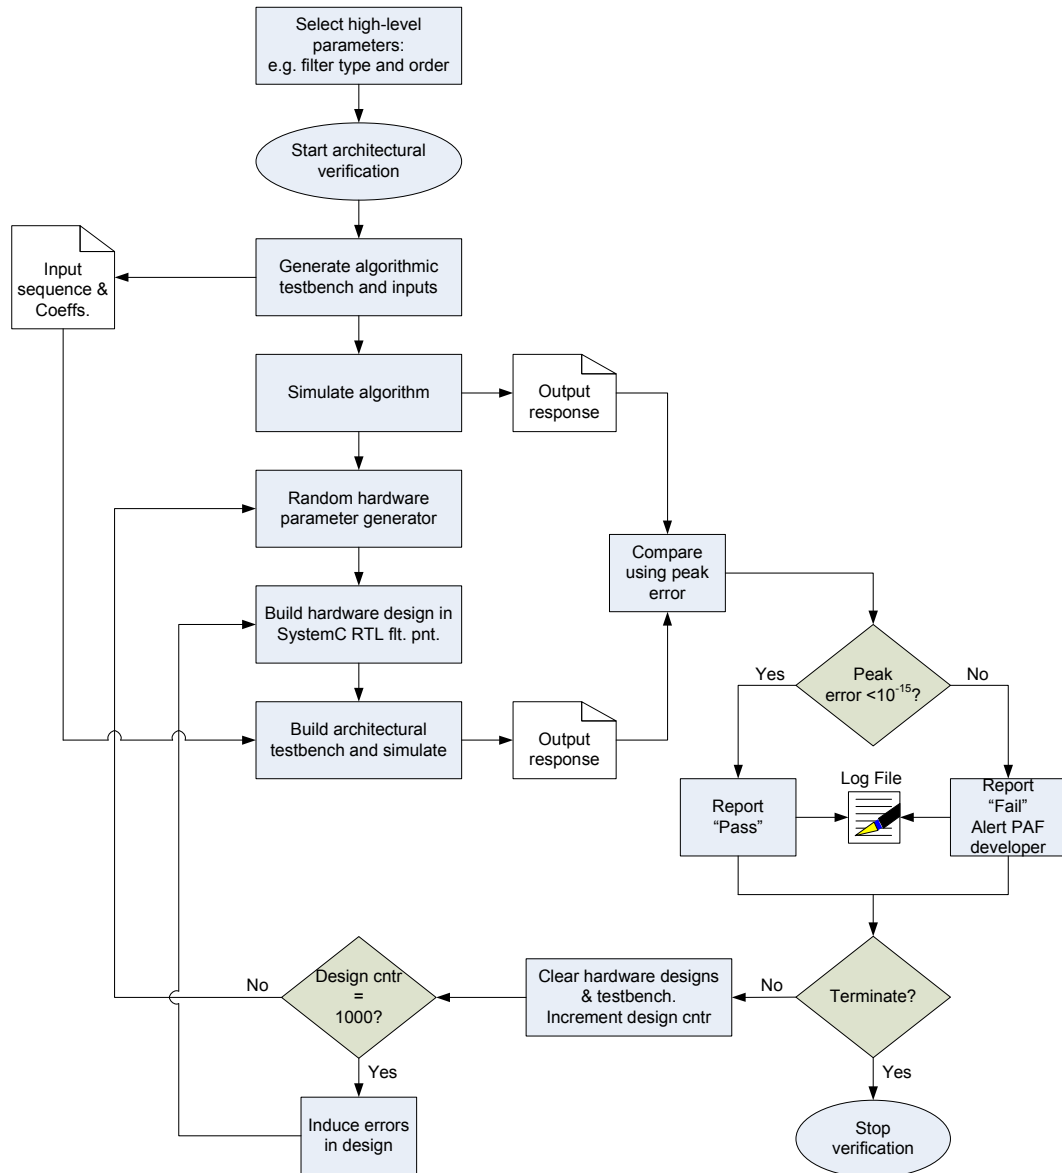 Select high-level
parameters:
e.g. filter type and order
Start architectural
verification
Generate algorithmic
testbench and inputs
Input
sequence &
Coeffs.
Simulate algorithm
Output
response
Random hardware
parameter generator
Compare
using peak
error
Build hardware design in
SystemC RTL flt. pnt.
Yes
Peak
error <10⁻¹⁵?
No
Build architectural
testbench and simulate
Output
response
Log File
Report
“Pass”
Report
“Fail”
Alert PAF
developer
No
Design cntr
=
1000?
Clear hardware designs
& testbench.
Increment design cntr
No
Terminate?
Yes
Yes
Induce errors
in design
Stop
verification